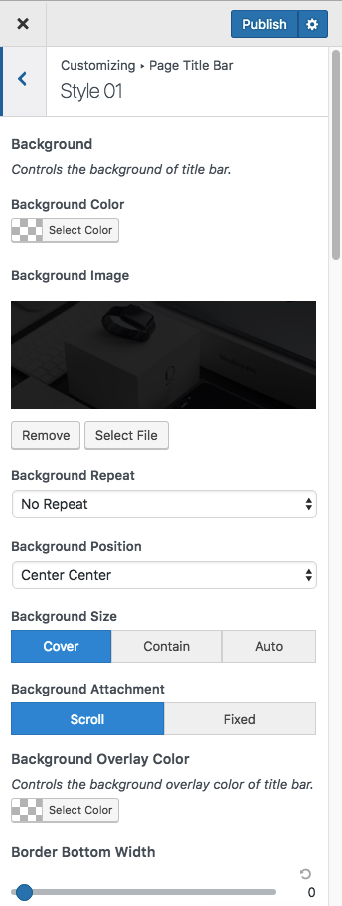 Publish
Customizing ▸ Page Title Bar
Style 01
Background
Controls the background of title bar.
Background Color
Select Color
Background Image
Remove
Select File
Background Repeat
No Repeat
Background Position
Center Center
Background Size
Cover
Contain
Auto
Background Attachment
Scroll
Fixed
Background Overlay Color
Controls the background overlay color of title bar.
Select Color
Border Bottom Width
0